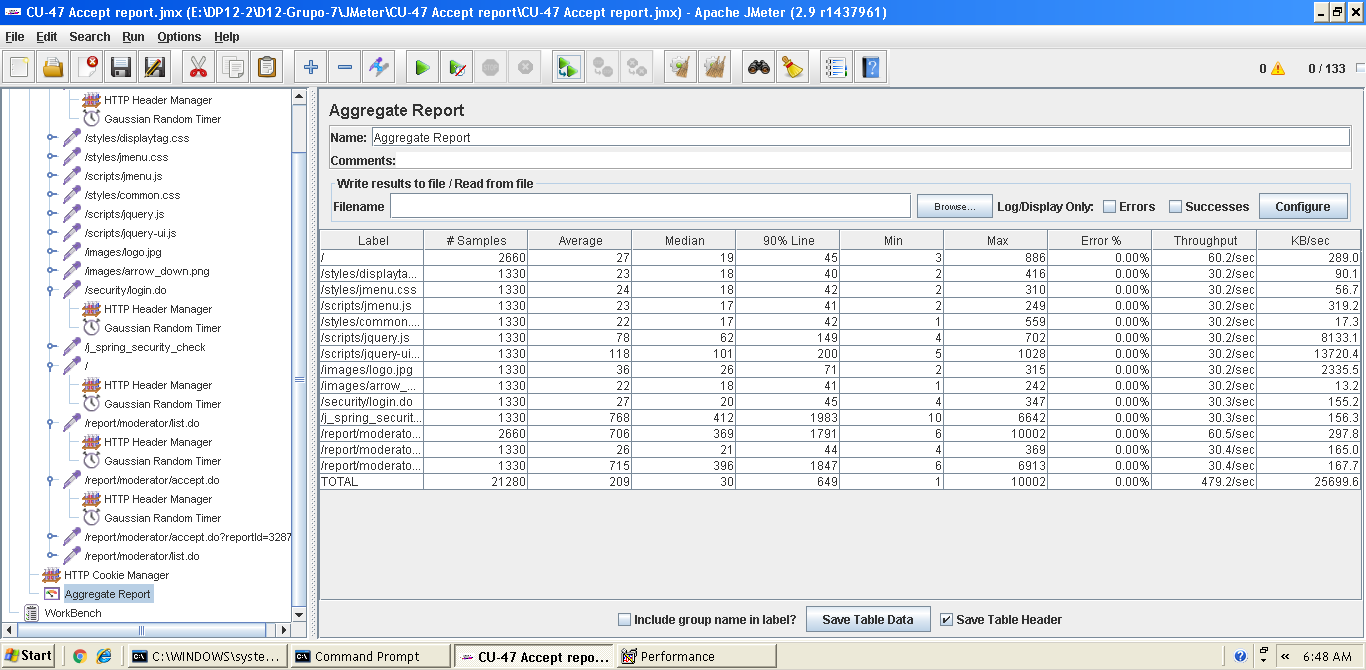 CU-47 Accept report.jmx (E:\DP12-2\D12-Grupo-7\JMeter\CU-47 Accept report\CU-47 Accept report.jmx) - Apache JMeter (2.9 r1437961)
File Edit Search Run Options Help
0 0 / 133
HTTP Header Manager
Gaussian Random Timer
/styles/displaytag.css
/styles/jmenu.css
/scripts/jmenu.js
/styles/common.css
/scripts/jquery.js
/scripts/jquery-ui.js
/images/logo.jpg
/images/arrow_down.png
/security/login.do
HTTP Header Manager
Gaussian Random Timer
/j_spring_security_check
/
HTTP Header Manager
Gaussian Random Timer
/report/moderator/list.do
HTTP Header Manager
Gaussian Random Timer
/report/moderator/accept.do
HTTP Header Manager
Gaussian Random Timer
/report/moderator/accept.do?reportId=3287
/report/moderator/list.do
HTTP Cookie Manager
Aggregate Report
WorkBench
Aggregate Report
Name: Aggregate Report
Comments:
Write results to file / Read from file
Filename Browse... Log/Display Only: Errors Successes Configure
Label # Samples Average Median 90% Line Min Max Error % Throughput KB/sec
/ 2660 27 19 45 3 886 0.00% 60.2/sec 289.0
/styles/displayta... 1330 23 18 40 2 416 0.00% 30.2/sec 90.1
/styles/jmenu.css 1330 24 18 42 2 310 0.00% 30.2/sec 56.7
/scripts/jmenu.js 1330 23 17 41 2 249 0.00% 30.2/sec 319.2
/styles/common.... 1330 22 17 42 1 559 0.00% 30.2/sec 17.3
/scripts/jquery.js 1330 78 62 149 4 702 0.00% 30.2/sec 8133.1
/scripts/jquery-ui... 1330 118 101 200 5 1028 0.00% 30.2/sec 13720.4
/images/logo.jpg 1330 36 26 71 2 315 0.00% 30.2/sec 2335.5
/images/arrow_... 1330 22 18 41 1 242 0.00% 30.2/sec 13.2
/security/login.do 1330 27 20 45 4 347 0.00% 30.3/sec 155.2
/j_spring_securit... 1330 768 412 1983 10 6642 0.00% 30.3/sec 156.3
/report/moderato... 2660 706 369 1791 6 10002 0.00% 60.5/sec 297.8
/report/moderato... 1330 26 21 44 4 369 0.00% 30.4/sec 165.0
/report/moderato... 1330 715 396 1847 6 6913 0.00% 30.4/sec 167.7
TOTAL 21280 209 30 649 1 10002 0.00% 479.2/sec 25699.6
Include group name in label? Save Table Data Save Table Header
Start C:\WINDOWS\syste... Command Prompt CU-47 Accept repo... Performance 6:48 AM